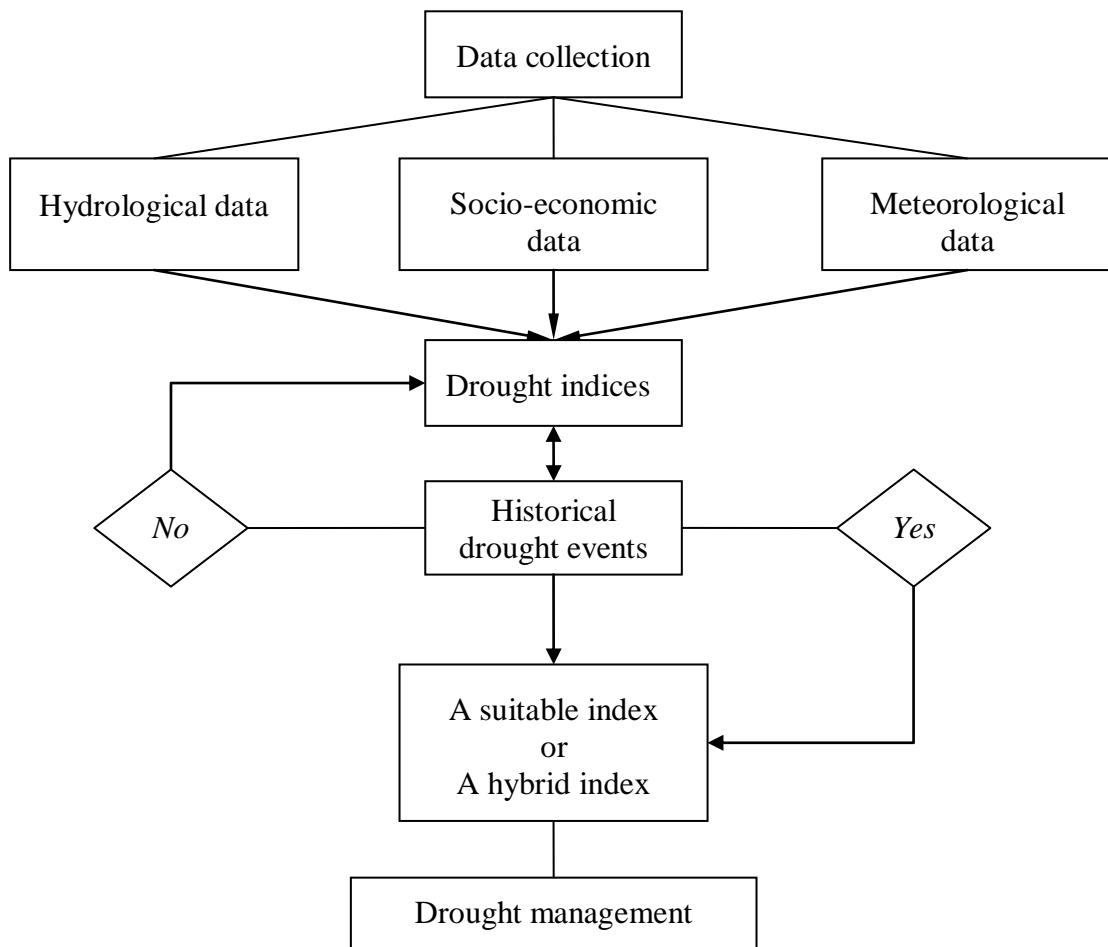 Data collection
Hydrological data
Socio-economic
data
Meteorological
data
Drought indices
No
Historical
drought events
Yes
A suitable index
or
A hybrid index
Drought management